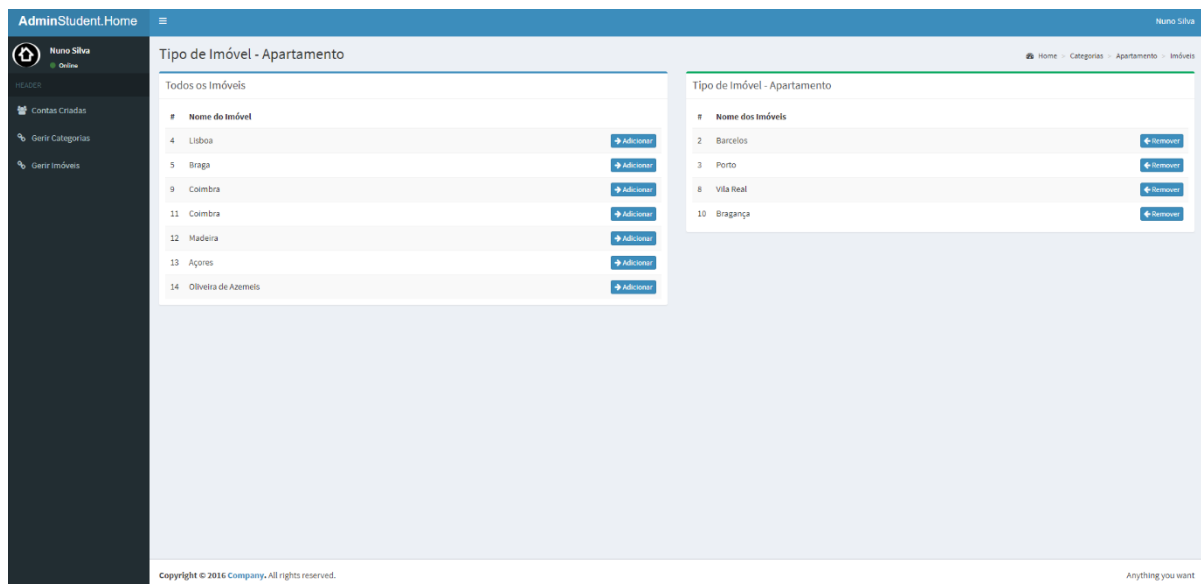 AdminStudent.Home
Nuno Silva
Nuno Silva
Online
HEADER
Contas Criadas
Gerir Categorias
Gerir Imóveis
Tipo de Imóvel - Apartamento
Home > Categorias > Apartamento > Imóveis
Todos os Imóveis
# Nome do Imóvel
4 Lisboa Adicionar
5 Braga Adicionar
9 Coimbra Adicionar
11 Coimbra Adicionar
12 Madeira Adicionar
13 Açores Adicionar
14 Oliveira de Azemeis Adicionar
Tipo de Imóvel - Apartamento
# Nome dos Imóveis
2 Barcelos Remover
3 Porto Remover
8 Vila Real Remover
10 Bragança Remover
Copyright © 2016 Company. All rights reserved.
Anything you want